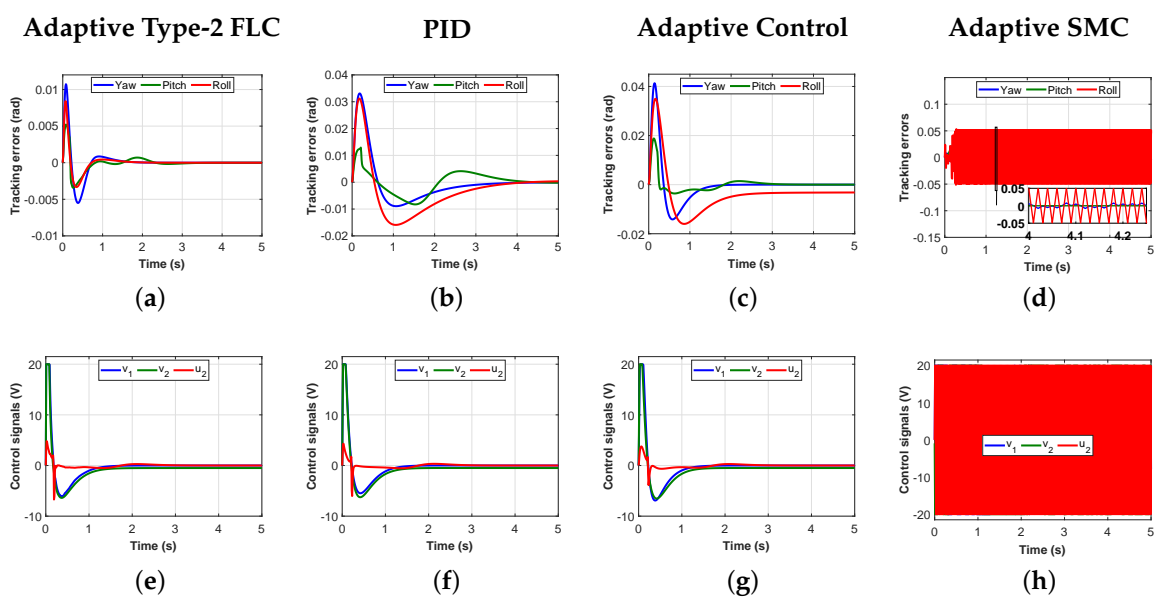 Adaptive Type-2 FLC PID Adaptive Control Adaptive SMC
Tracking errors (rad)
0.01
0.005
0
-0.005
-0.01
Yaw Pitch Roll
0 1 2 3 4 5
Time (s)
(a)
Tracking errors (rad)
0.04
0.03
0.02
0.01
0
-0.01
-0.02
Yaw Pitch Roll
0 1 2 3 4 5
Time (s)
(b)
Tracking errors (rad)
0.04
0.02
0
-0.02
Yaw Pitch Roll
0 1 2 3 4 5
Time (s)
(c)
Tracking errors
0.1
0.05
0
-0.05
-0.1
-0.15
Yaw Pitch Roll
0.05
0
-0.05
4 4.1 4.2
0 1 2 3 4 5
Time (s)
(d)
Control signals (V)
20
10
0
-10
v1 v2 u2
0 1 2 3 4 5
Time (s)
(e)
Control signals (V)
20
10
0
-10
v1 v2 u2
0 1 2 3 4 5
Time (s)
(f)
Control signals (V)
20
10
0
-10
v1 v2 u2
0 1 2 3 4 5
Time (s)
(g)
Control signals (V)
20
10
0
-10
-20
v1 v2 u2
0 1 2 3 4 5
Time (s)
(h)